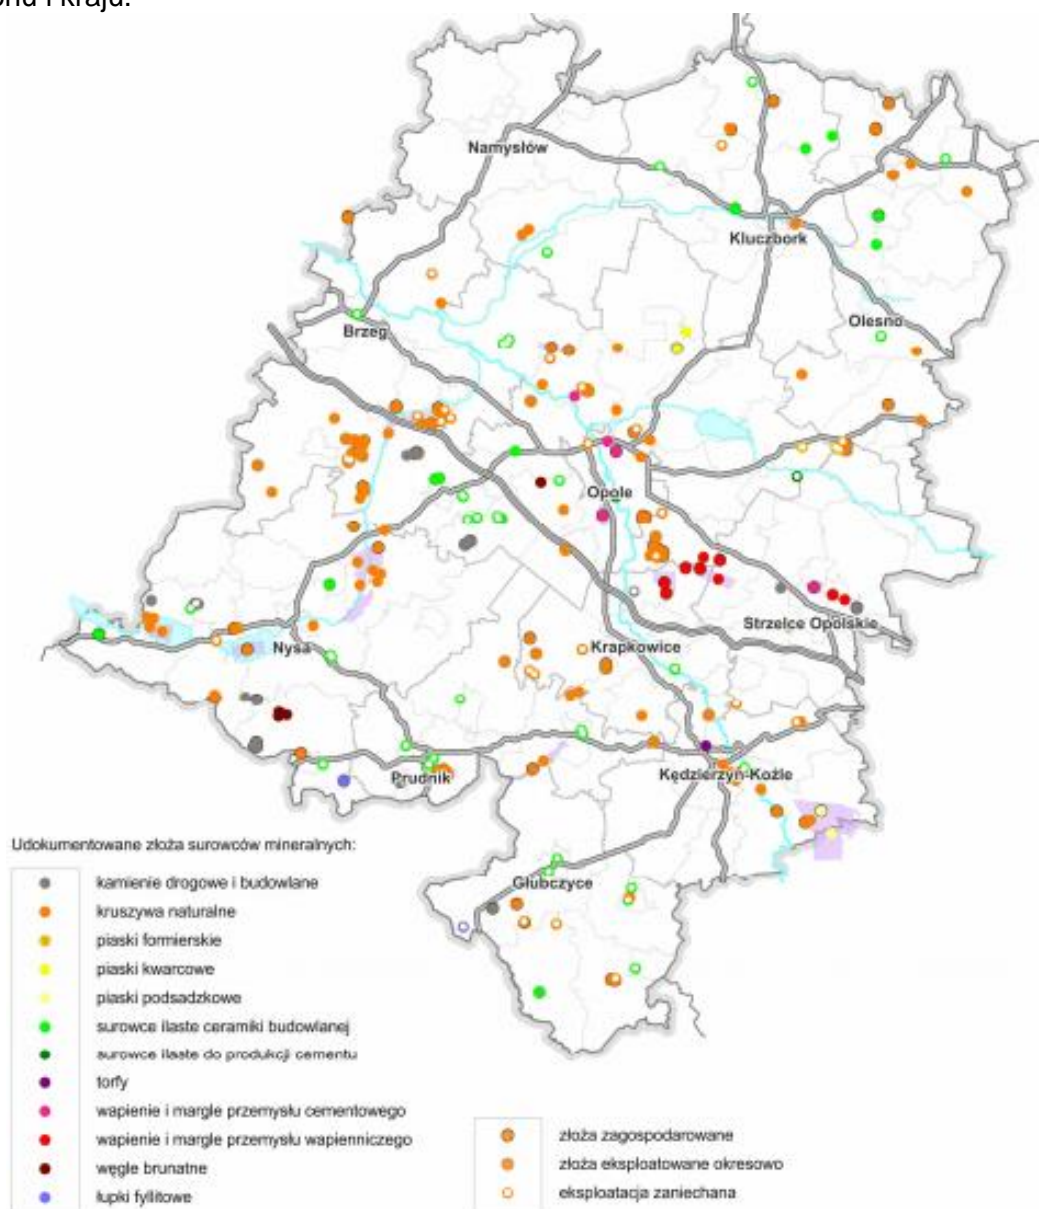 onu i kraju.
Namysłów
Kluczbork
Brzeg
Olesno
Opole
Strzelce Opolskie
Nysa
Krapkowice
Prudnik
Kędzierzyn-Koźle
Głubczyce
Udokumentowane złoża surowców mineralnych:
kamienie drogowe i budowlane
kruszywa naturalne
piaski formierskie
piaski kwarcowe
piaski podsadzkowe
surowce ilaste ceramiki budowlanej
surowce ilaste do produkcji cementu
torfy
wapienie i margle przemysłu cementowego
wapienie i margle przemysłu wapienniczego
węgle brunatne
łupki fyllitowe
złoża zagospodarowane
złoża eksploatowane okresowo
eksploatacja zaniechana